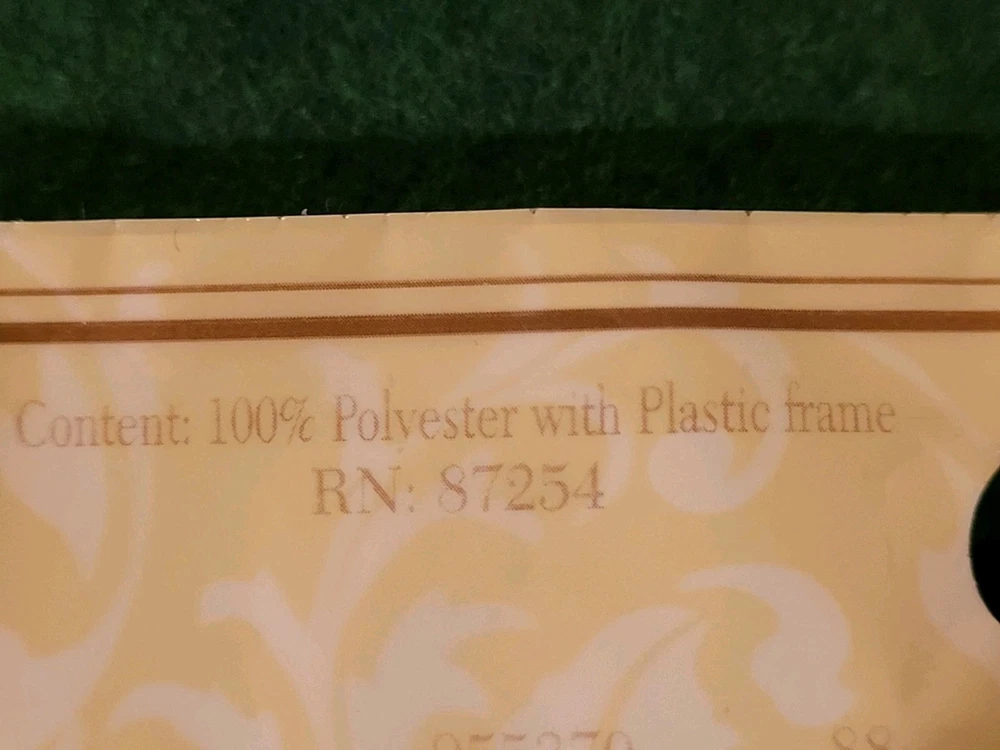 Content: 100% Polyester with Plastic frame
RN: 87254